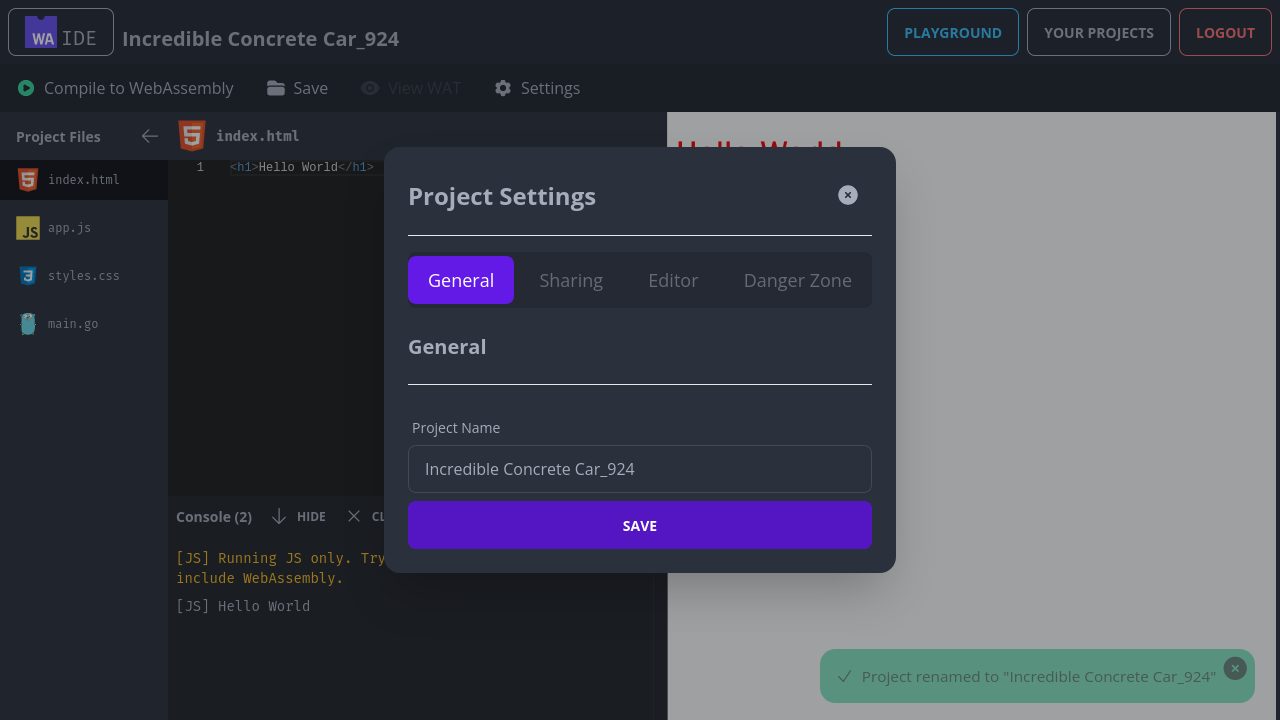 WA IDE
Incredible Concrete Car_924
PLAYGROUND
YOUR PROJECTS
LOGOUT
Compile to WebAssembly
Save
View WAT
Settings
Project Files
index.html
app.js
styles.css
main.go
index.html
1 <h1>Hello World</h1>
Hello World
Project Settings
General
Sharing
Editor
Danger Zone
General
Project Name
Incredible Concrete Car_924
SAVE
Console (2)
HIDE
[JS] Running JS only. Try
include WebAssembly.
[JS] Hello World
Project renamed to "Incredible Concrete Car_924"